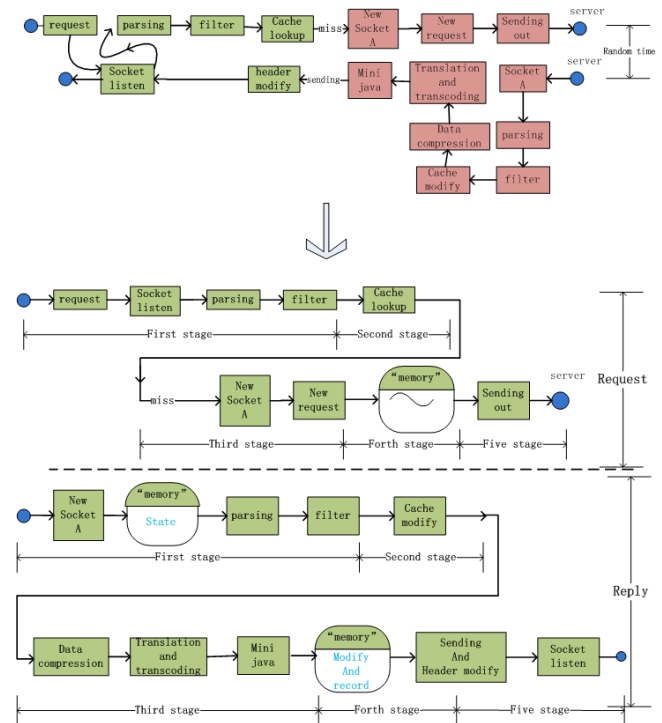 request
parsing
filter
Cache
lookup
miss
New
Socket
A
New
request
Sending
out
server
Random time
Socket
listen
header
modify
sending
Mini
java
Translation
and
transcoding
Socket
A
server
Data
compression
parsing
Cache
modify
filter
request
Socket
listen
parsing
filter
Cache
lookup
First stage
Second stage
miss
New
Socket
A
New
request
“memory”
Sending
out
server
Request
Third stage
Forth stage
Five stage
New
Socket
A
“memory”
State
parsing
filter
Cache
modify
First stage
Second stage
Reply
Data
compression
Translation
and
transcoding
Mini
java
“memory”
Modify
And
record
Sending
And
Header modify
Socket
listen
Third stage
Forth stage
Five stage